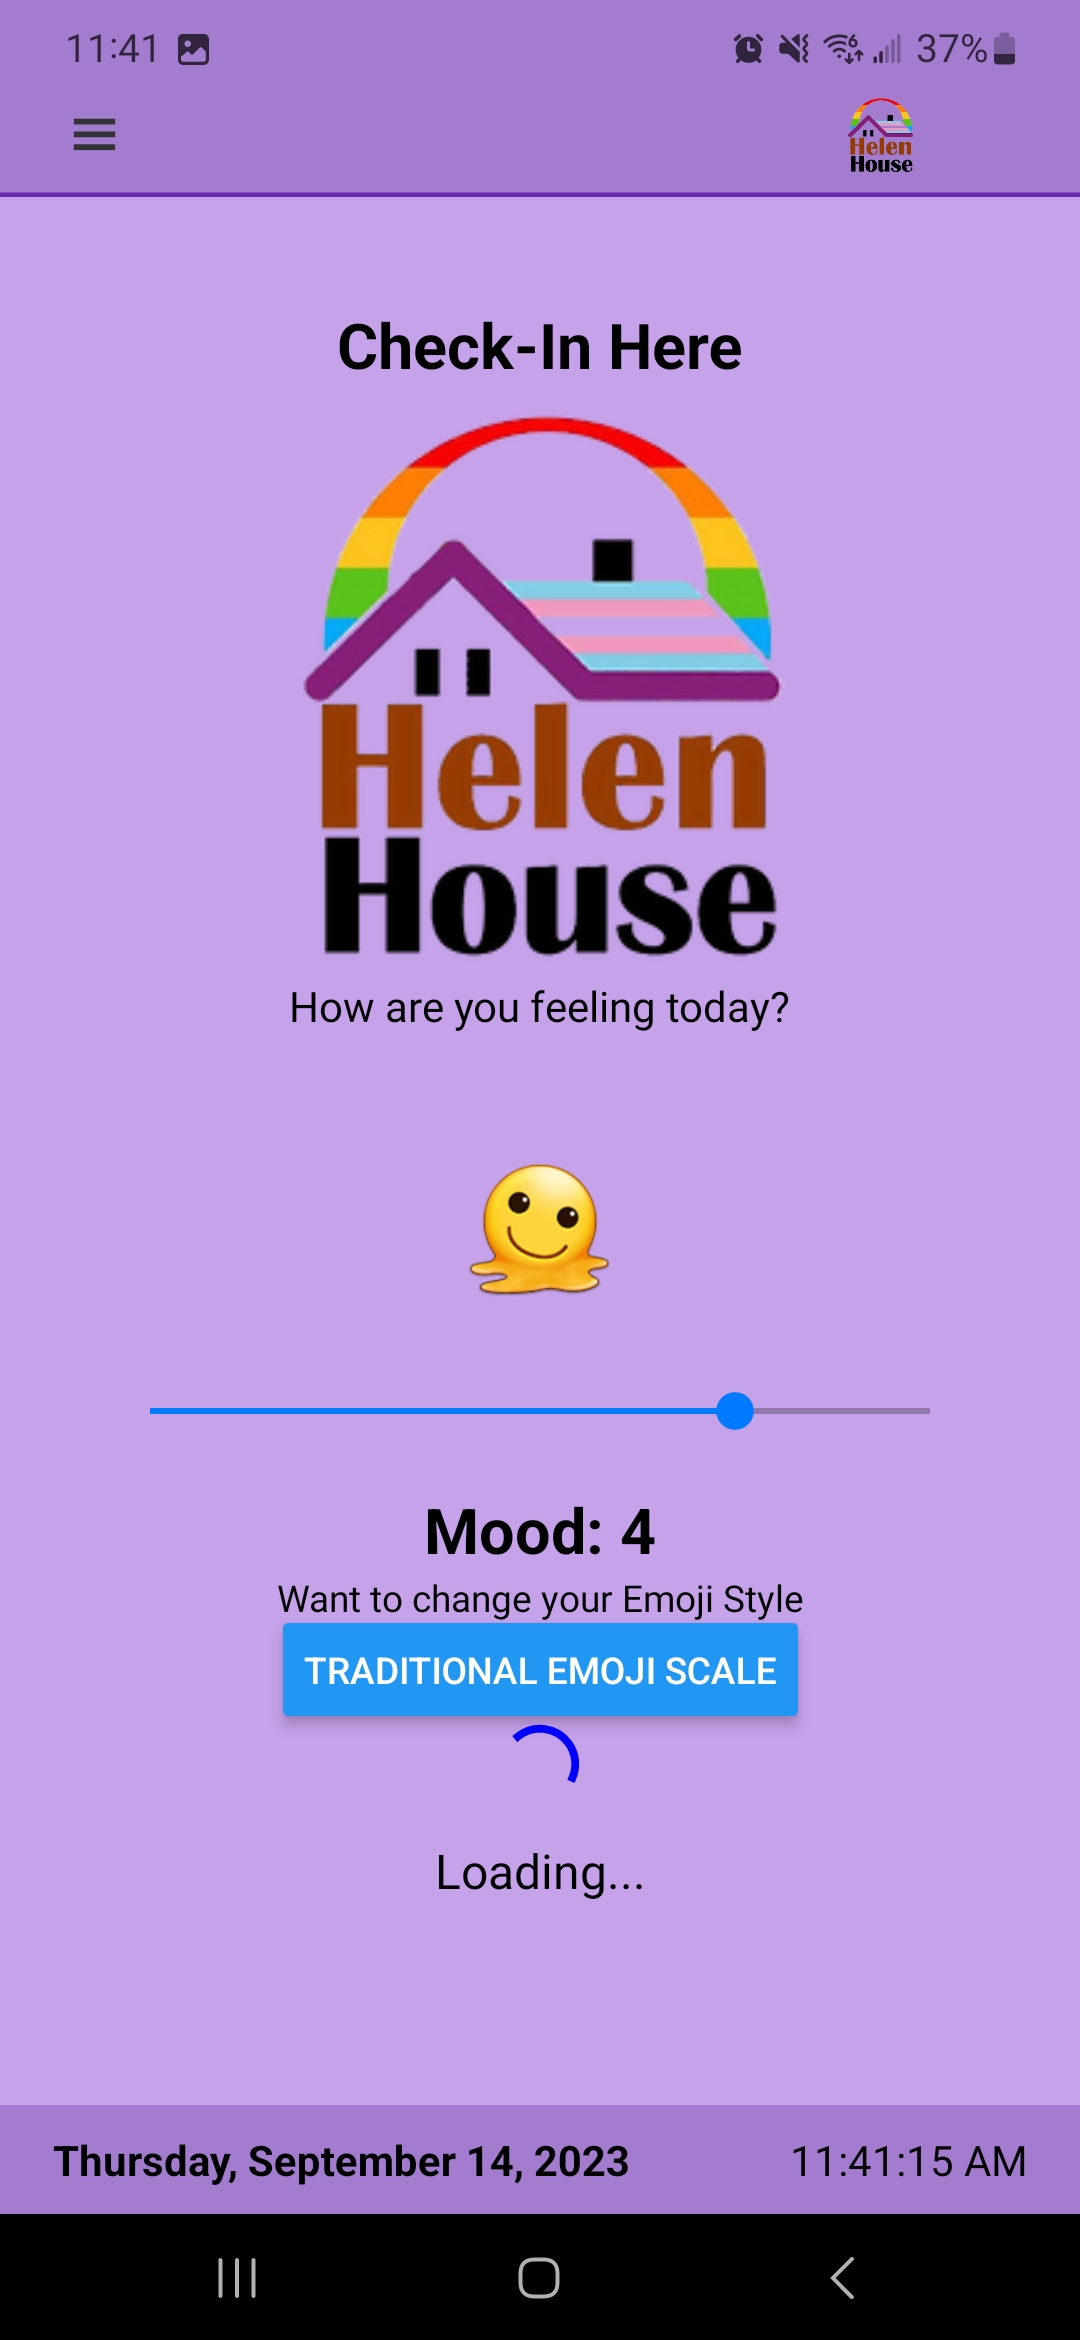 11:41 37%
Helen
House
Check-In Here
Helen
House
How are you feeling today?
Mood: 4
Want to change your Emoji Style
TRADITIONAL EMOJI SCALE
Loading...
Thursday, September 14, 2023 11:41:15 AM